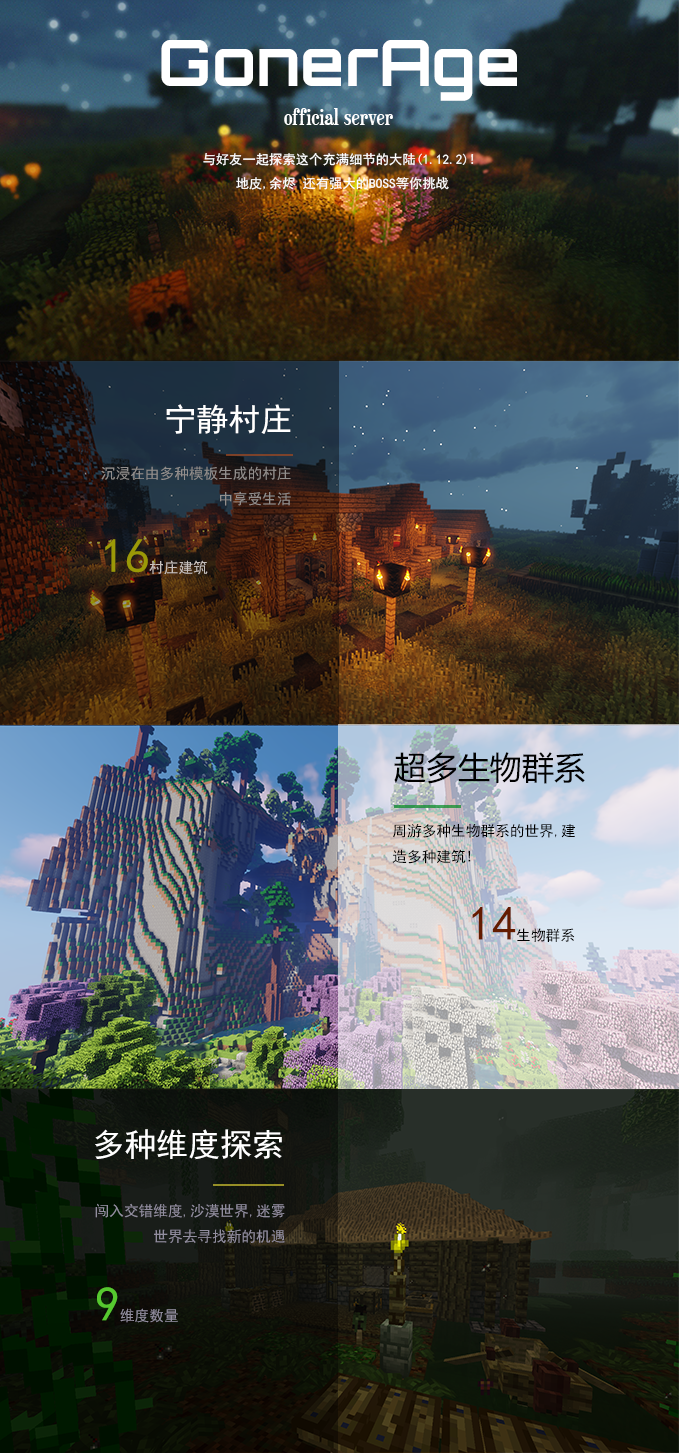 GonerAge
official server
与好友一起探索这个充满细节的大陆(1.12.2)!
地皮,余烬 还有强大的BOSS等你挑战
宁静村庄
沉浸在由多种模板生成的村庄
中享受生活
16村庄建筑
超多生物群系
周游多种生物群系的世界,建
造多种建筑!
14生物群系
多种维度探索
闯入交错维度,沙漠世界,迷雾
世界去寻找新的机遇
9维度数量